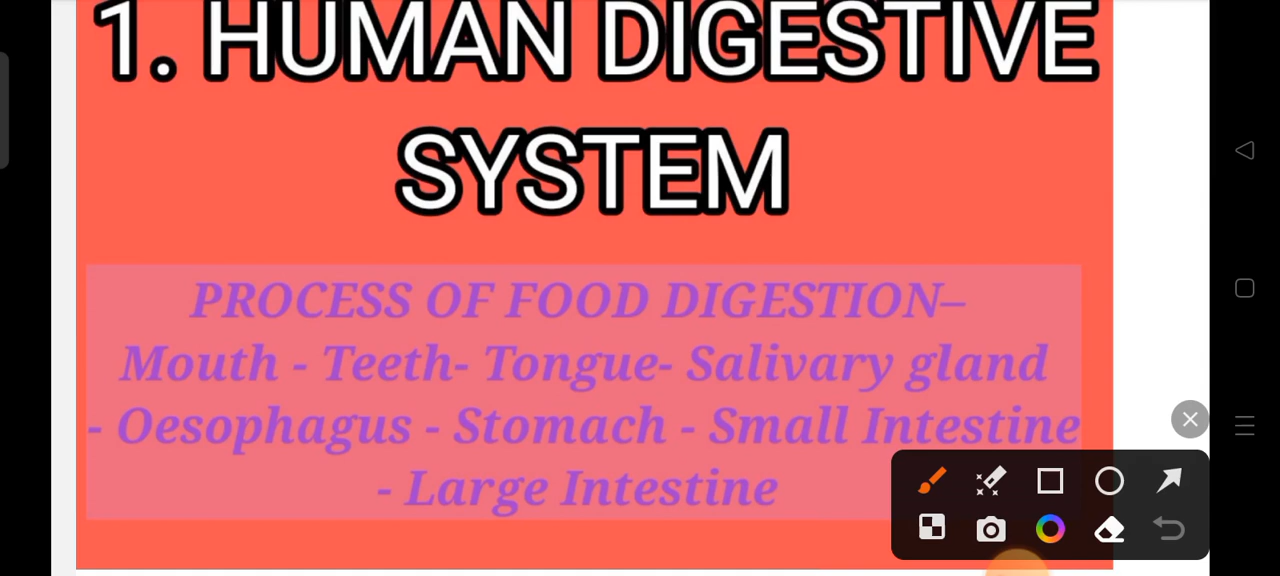 1. HUMAN DIGESTIVE
SYSTEM
PROCESS OF FOOD DIGESTION–
Mouth - Teeth- Tongue- Salivary gland
- Oesophagus - Stomach - Small Intestine
- Large Intestine